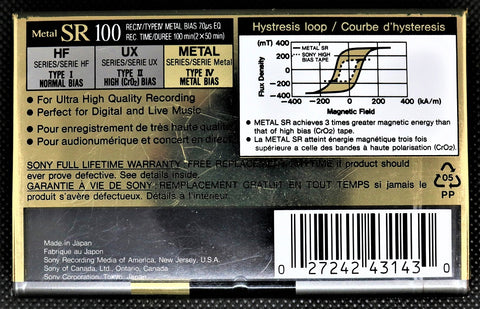 Metal SR 100 REC IV/TYPE IV METAL BIAS 70µs EQ
REC. TIME/DUREE 100 min (2 × 50 min)
HF UX METAL
SERIES/SERIE HF SERIES/SERIE UX SERIES/SERIE Metal
TYPE I TYPE II TYPE IV
NORMAL BIAS HIGH (CrO₂) BIAS METAL BIAS
• For Ultra High Quality Recording
• Perfect for Digital and Live Music
• Pour enregistrement de très haute qualité
• Pour audionumérique et concert en direct
Hystresis loop / Courbe d'hysteresis
(mT)
400
200
0
-200
-400
Flux Density
METAL SR
SONY HIGH
BIAS TAPE
-400 -200 0 200 400 (kA/m)
Magnetic Field
• METAL SR achieves 3 times greater magnetic energy
than that of high bias (CrO₂) tape.
• La METAL SR atteint énergie magnétique trois fois
supérieure a celle des bandes à haute polarisation (CrO₂)
SONY FULL LIFETIME WARRANTY: FREE REPLACEMENT ANYTIME if product should
ever prove defective. See details inside.
GARANTIE A VIE DE SONY: REMPLACEMENT GRATUIT EN TOUT TEMPS si jamais le
produit s'avère défectueux. Détails à l'intérieur.
05
PP
Made in Japan
Fabriqué au Japon
Sony Recording Media of America, New Jersey, U.S.A.
Sony of Canada, Ltd., Ontario, Canada
Sony Corporation, Tokyo, Japan
0 27242 43143 0